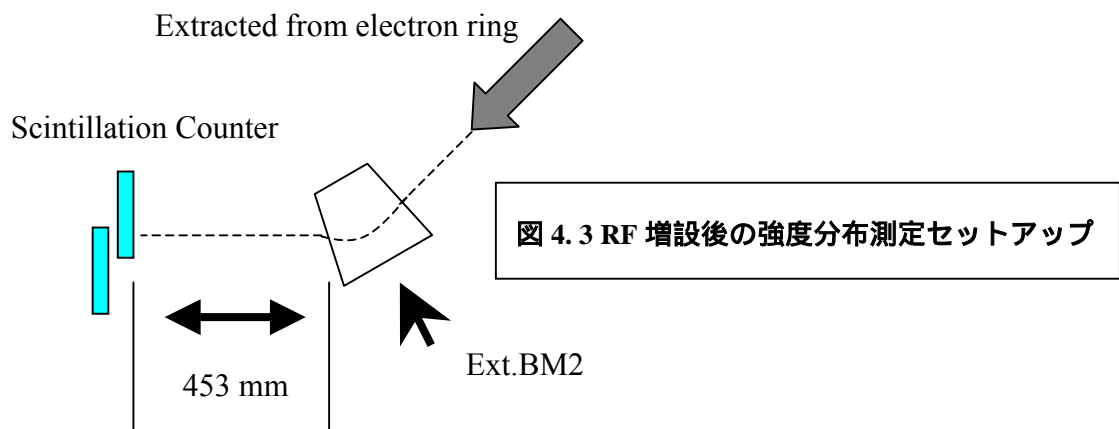 Extracted from electron ring
Scintillation Counter
図 4. 3 RF 増設後の強度分布測定セットアップ
Ext.BM2
453 mm